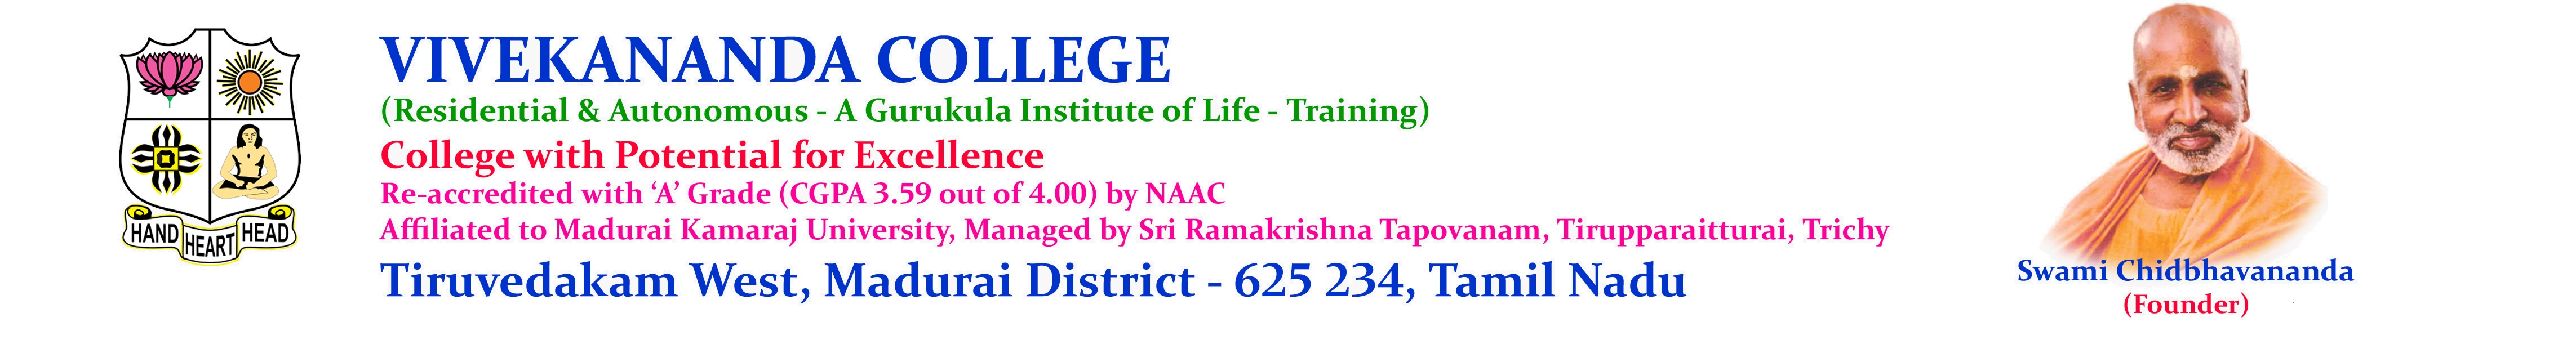 VIVEKANANDA COLLEGE
(Residential & Autonomous - A Gurukula Institute of Life - Training)
College with Potential for Excellence
Re-accredited with ‘A’ Grade (CGPA 3.59 out of 4.00) by NAAC
Affiliated to Madurai Kamaraj University, Managed by Sri Ramakrishna Tapovanam, Tirupparaitturai, Trichy
Tiruvedakam West, Madurai District - 625 234, Tamil Nadu
HAND HEART HEAD
Swami Chidbhavananda
(Founder)